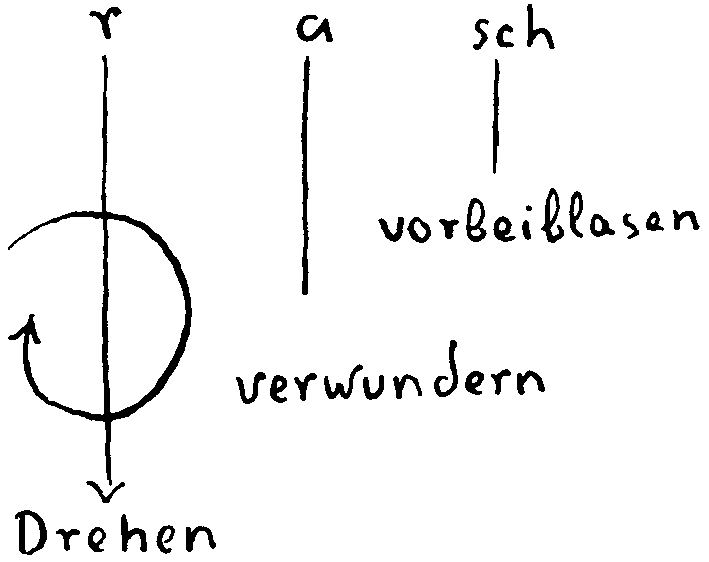 r a sch
vorbeiblasen
verwundern
Drehen